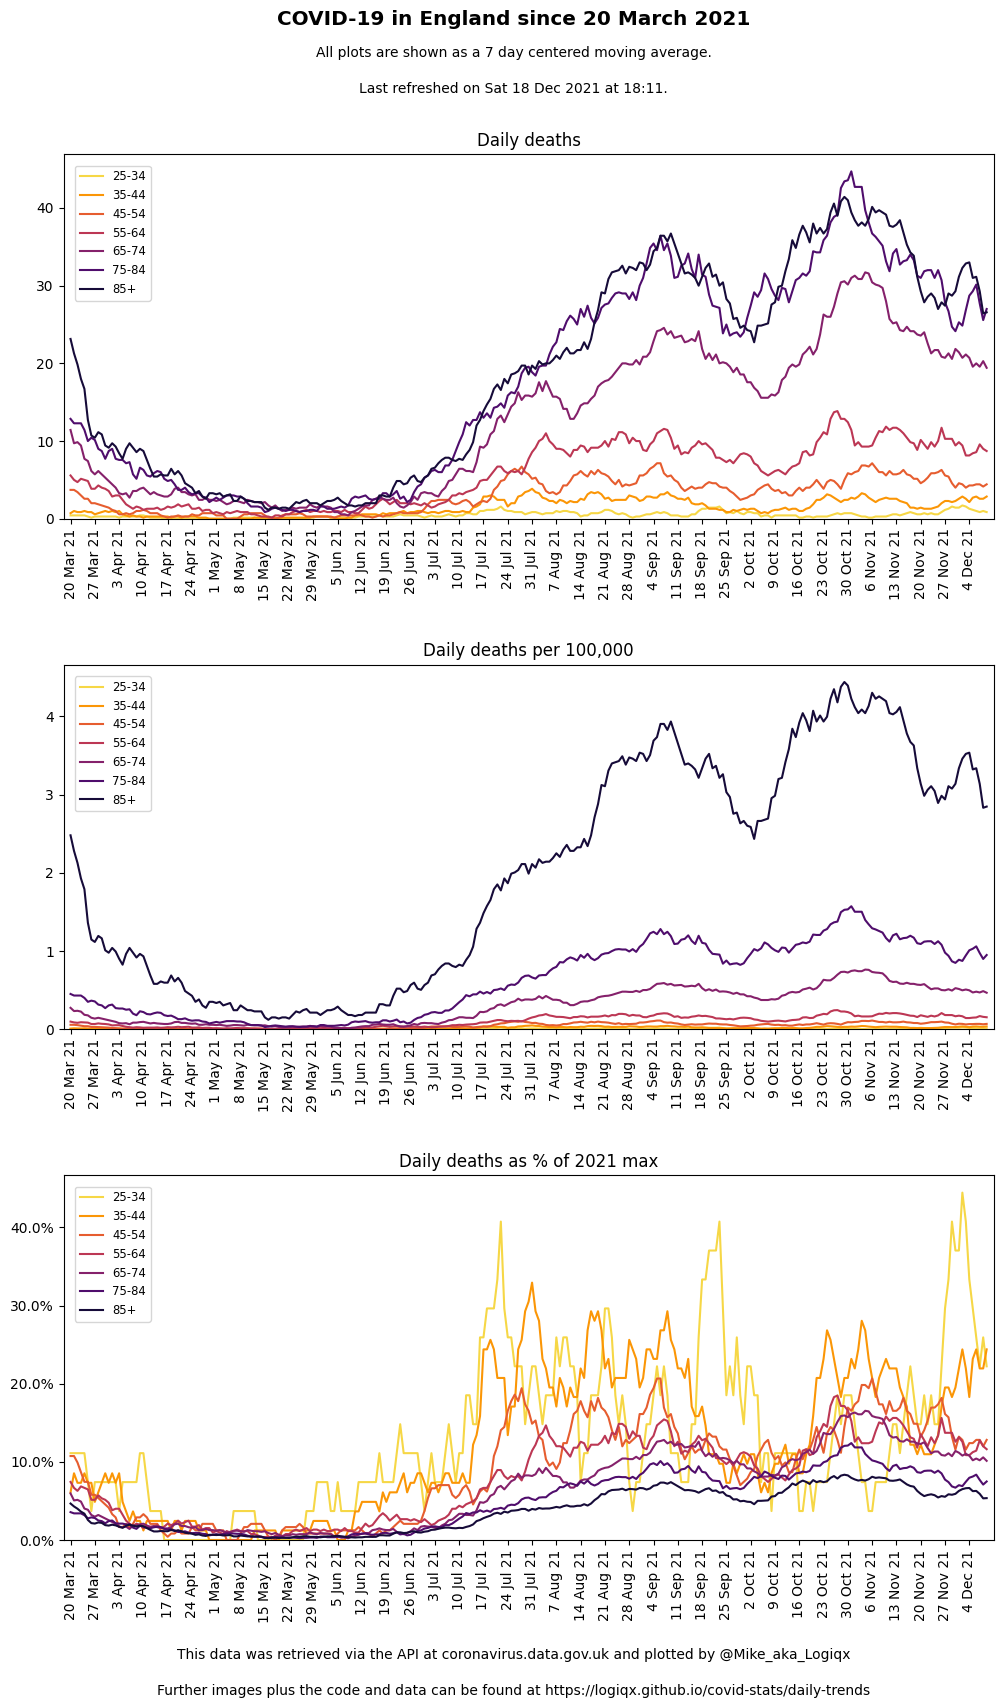 COVID-19 in England since 20 March 2021
All plots are shown as a 7 day centered moving average.
Last refreshed on Sat 18 Dec 2021 at 18:11.
Daily deaths
25-34
35-44
45-54
55-64
65-74
75-84
85+
40
30
20
10
0
20 Mar 21
27 Mar 21
3 Apr 21
10 Apr 21
17 Apr 21
24 Apr 21
1 May 21
8 May 21
15 May 21
22 May 21
29 May 21
5 Jun 21
12 Jun 21
19 Jun 21
26 Jun 21
3 Jul 21
10 Jul 21
17 Jul 21
24 Jul 21
31 Jul 21
7 Aug 21
14 Aug 21
21 Aug 21
28 Aug 21
4 Sep 21
11 Sep 21
18 Sep 21
25 Sep 21
2 Oct 21
9 Oct 21
16 Oct 21
23 Oct 21
30 Oct 21
6 Nov 21
13 Nov 21
20 Nov 21
27 Nov 21
4 Dec 21
Daily deaths per 100,000
25-34
35-44
45-54
55-64
65-74
75-84
85+
4
3
2
1
0
20 Mar 21
27 Mar 21
3 Apr 21
10 Apr 21
17 Apr 21
24 Apr 21
1 May 21
8 May 21
15 May 21
22 May 21
29 May 21
5 Jun 21
12 Jun 21
19 Jun 21
26 Jun 21
3 Jul 21
10 Jul 21
17 Jul 21
24 Jul 21
31 Jul 21
7 Aug 21
14 Aug 21
21 Aug 21
28 Aug 21
4 Sep 21
11 Sep 21
18 Sep 21
25 Sep 21
2 Oct 21
9 Oct 21
16 Oct 21
23 Oct 21
30 Oct 21
6 Nov 21
13 Nov 21
20 Nov 21
27 Nov 21
4 Dec 21
Daily deaths as % of 2021 max
25-34
35-44
45-54
55-64
65-74
75-84
85+
40.0%
30.0%
20.0%
10.0%
0.0%
20 Mar 21
27 Mar 21
3 Apr 21
10 Apr 21
17 Apr 21
24 Apr 21
1 May 21
8 May 21
15 May 21
22 May 21
29 May 21
5 Jun 21
12 Jun 21
19 Jun 21
26 Jun 21
3 Jul 21
10 Jul 21
17 Jul 21
24 Jul 21
31 Jul 21
7 Aug 21
14 Aug 21
21 Aug 21
28 Aug 21
4 Sep 21
11 Sep 21
18 Sep 21
25 Sep 21
2 Oct 21
9 Oct 21
16 Oct 21
23 Oct 21
30 Oct 21
6 Nov 21
13 Nov 21
20 Nov 21
27 Nov 21
4 Dec 21
This data was retrieved via the API at coronavirus.data.gov.uk and plotted by @Mike_aka_Logiqx
Further images plus the code and data can be found at https://logiqx.github.io/covid-stats/daily-trends